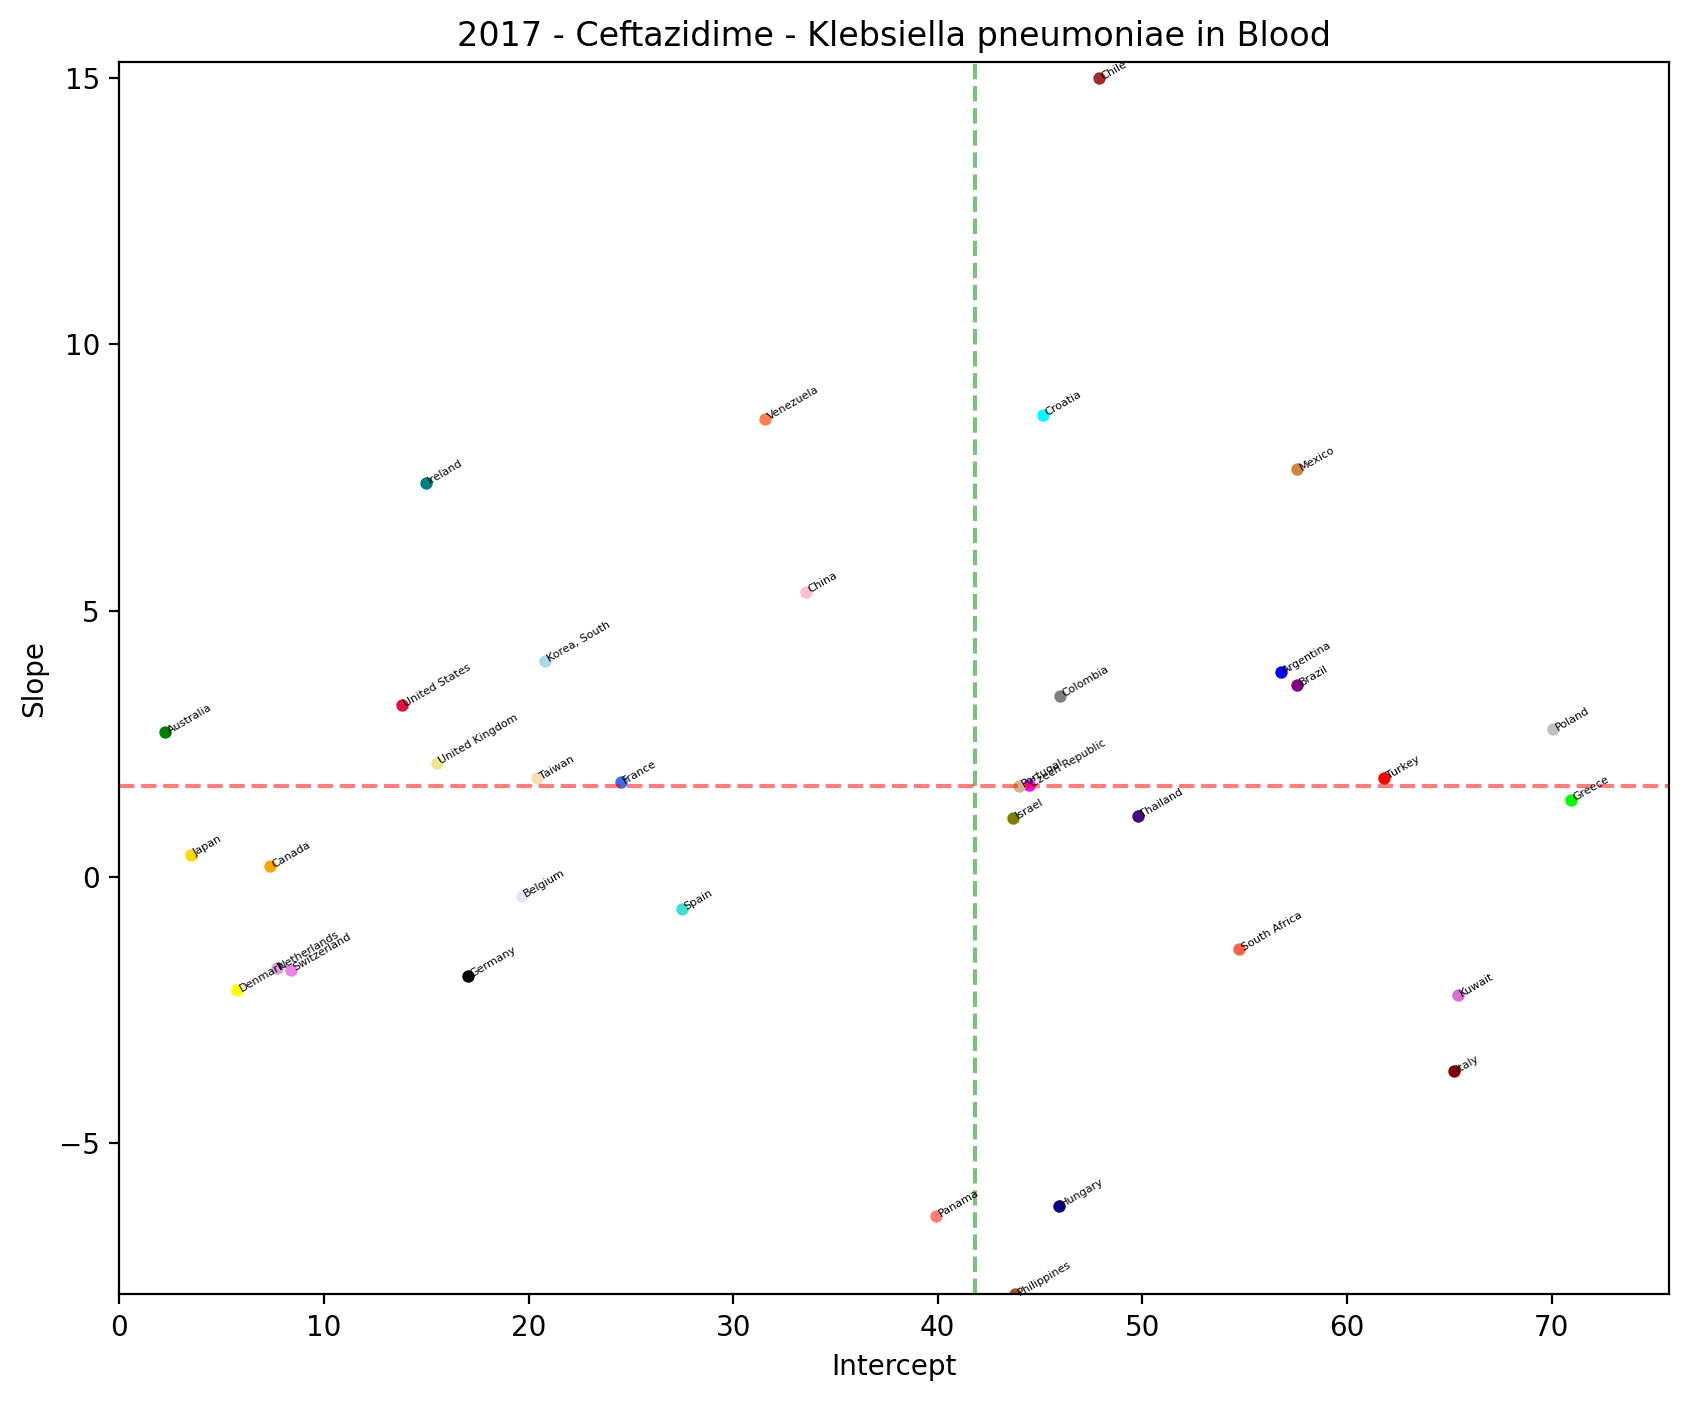 2017 - Ceftazidime - Klebsiella pneumoniae in Blood
15
Chile
10
Venezuela
Croatia
Mexico
Ireland
5
China
Korea, South
United States
Australia
United Kingdom
Taiwan
France
Colombia
Argentina
Brazil
Poland
Portugal
Czech Republic
Turkey
Greece
Israel
Thailand
Slope
0
Japan
Canada
Belgium
Spain
Netherlands
Switzerland
Denmark
Germany
South Africa
Kuwait
Italy
−5
Panama
Hungary
Philippines
0
10
20
30
40
50
60
70
Intercept